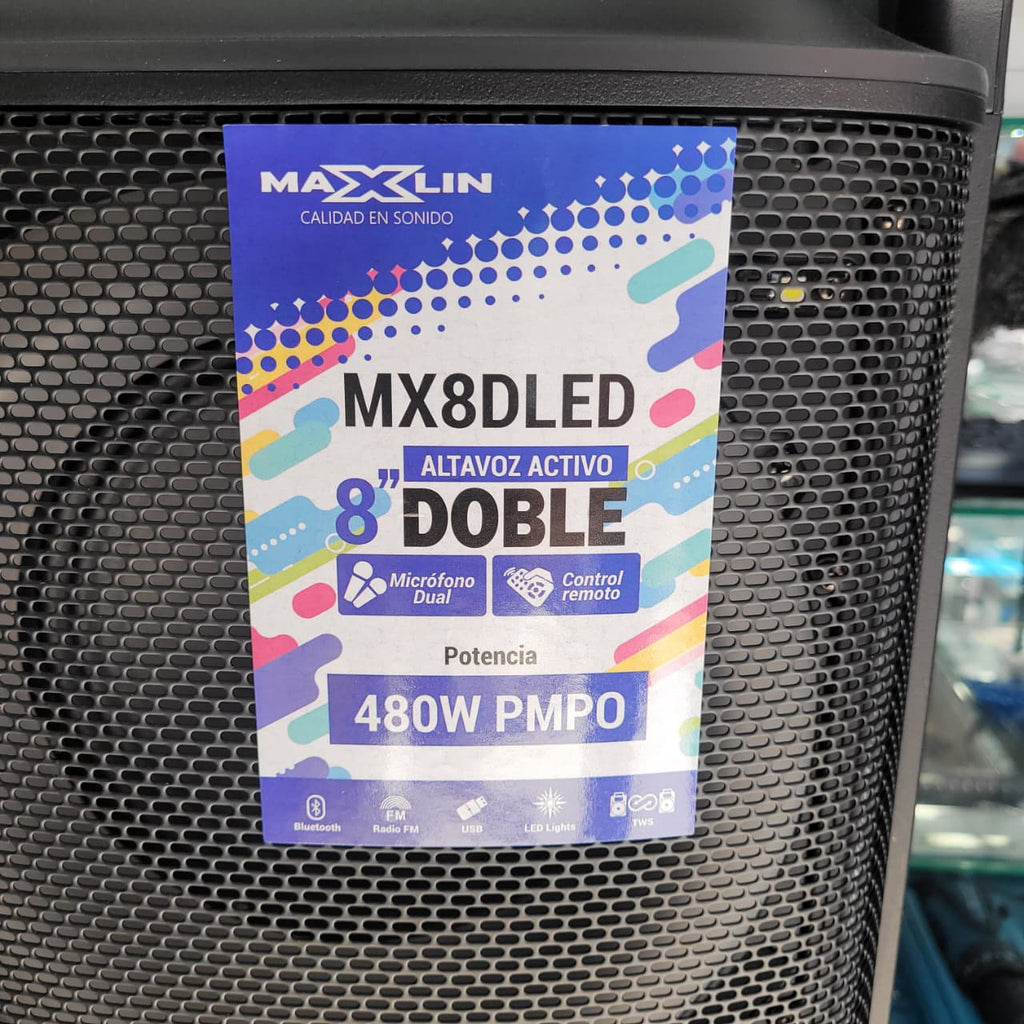 MAXLIN
CALIDAD EN SONIDO
MX8DLED
ALTAVOZ ACTIVO
8” DOBLE
Micrófono Dual
Control remoto
Potencia
480W PMPO
Bluetooth
FM
Radio FM
USB
LED Lights
TWS